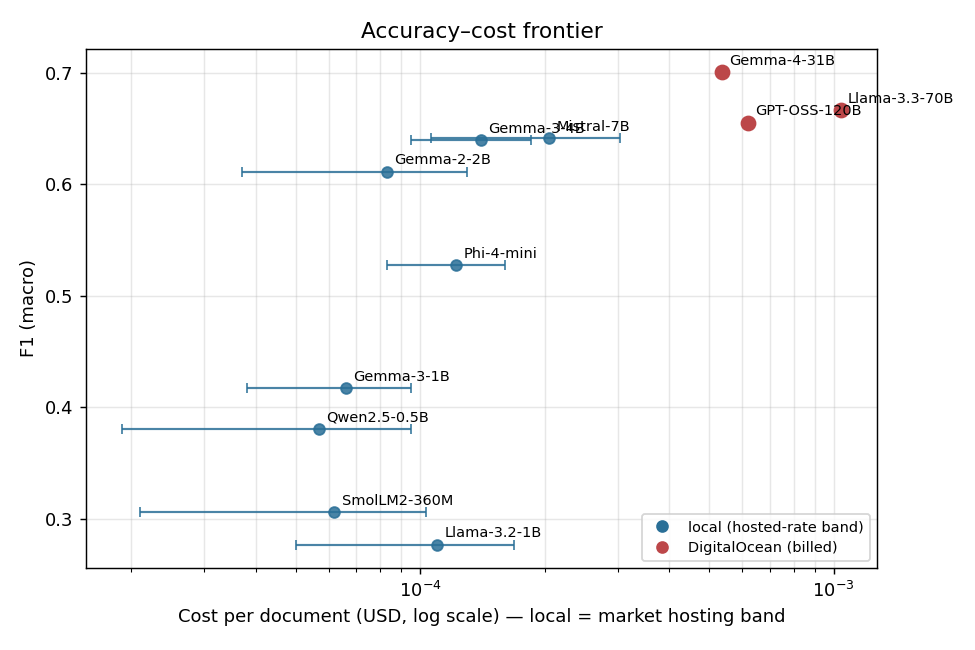 Accuracy–cost frontier
Gemma-4-31B
Llama-3.3-70B
GPT-OSS-120B
Gemma-3-4B
Mistral-7B
Gemma-2-2B
Phi-4-mini
Gemma-3-1B
Qwen2.5-0.5B
SmolLM2-360M
Llama-3.2-1B
0.7
0.6
0.5
0.4
0.3
F1 (macro)
local (hosted-rate band)
DigitalOcean (billed)
10⁻⁴
10⁻³
Cost per document (USD, log scale) — local = market hosting band